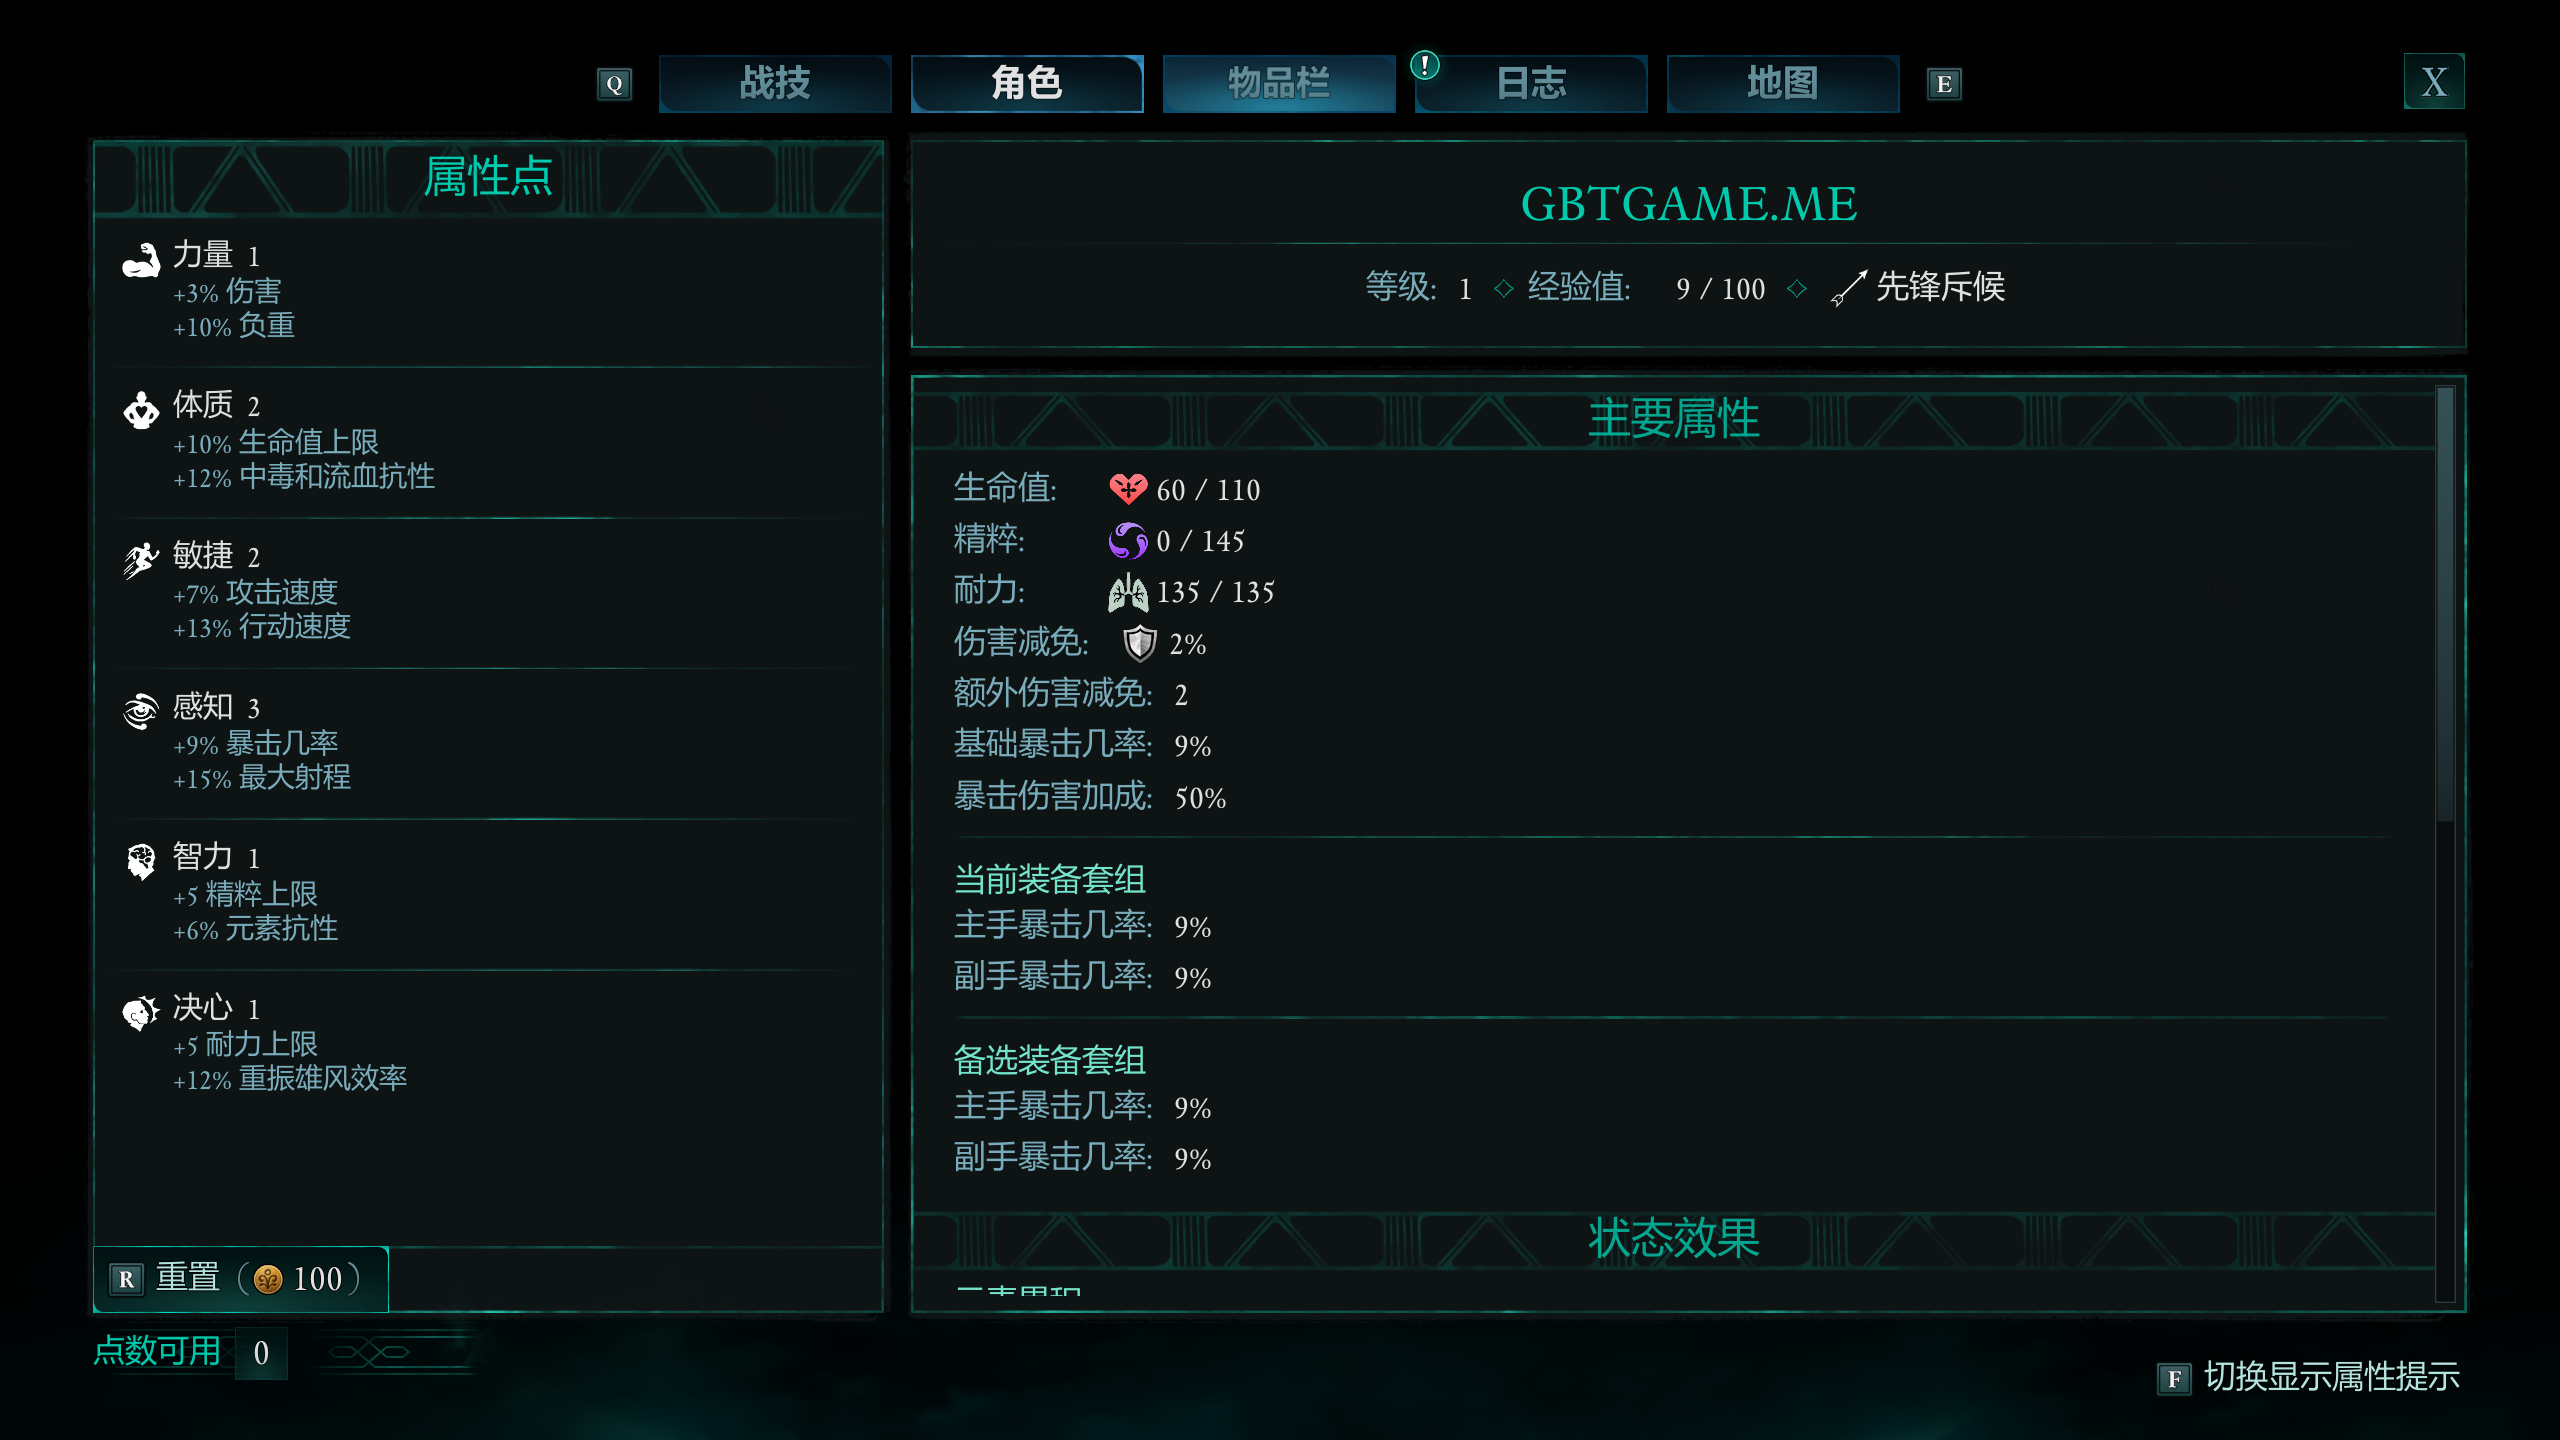 Q 战技 角色 物品栏 日志 地图 E X
属性点
力量 1
+3% 伤害
+10% 负重
体质 2
+10% 生命值上限
+12% 中毒和流血抗性
敏捷 2
+7% 攻击速度
+13% 行动速度
感知 3
+9% 暴击几率
+15% 最大射程
智力 1
+5 精粹上限
+6% 元素抗性
决心 1
+5 耐力上限
+12% 重振雄风效率
R 重置 (100)
点数可用 0
GBTGAME.ME
等级: 1 经验值: 9 / 100 先锋斥候
主要属性
生命值: 60 / 110
精粹: 0 / 145
耐力: 135 / 135
伤害减免: 2%
额外伤害减免: 2
基础暴击几率: 9%
暴击伤害加成: 50%
当前装备套组
主手暴击几率: 9%
副手暴击几率: 9%
备选装备套组
主手暴击几率: 9%
副手暴击几率: 9%
状态效果
F 切换显示属性提示